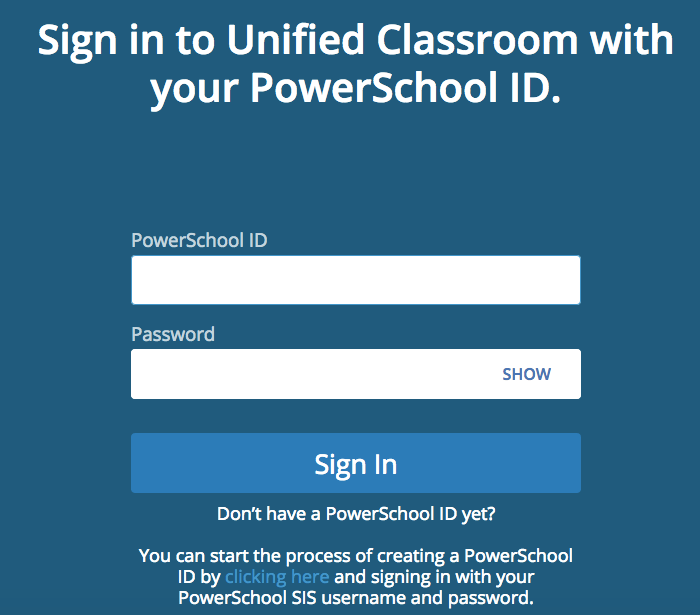 Sign in to Unified Classroom with
your PowerSchool ID.
PowerSchool ID
Password
SHOW
Sign In
Don’t have a PowerSchool ID yet?
You can start the process of creating a PowerSchool
ID by clicking here and signing in with your
PowerSchool SIS username and password.